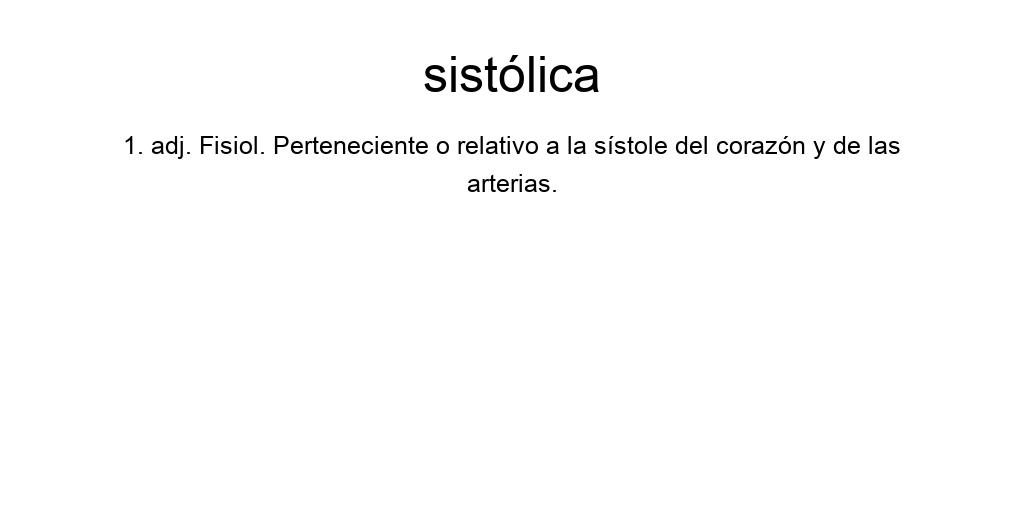 sistólica
1. adj. Fisiol. Perteneciente o relativo a la sístole del corazón y de las
arterias.